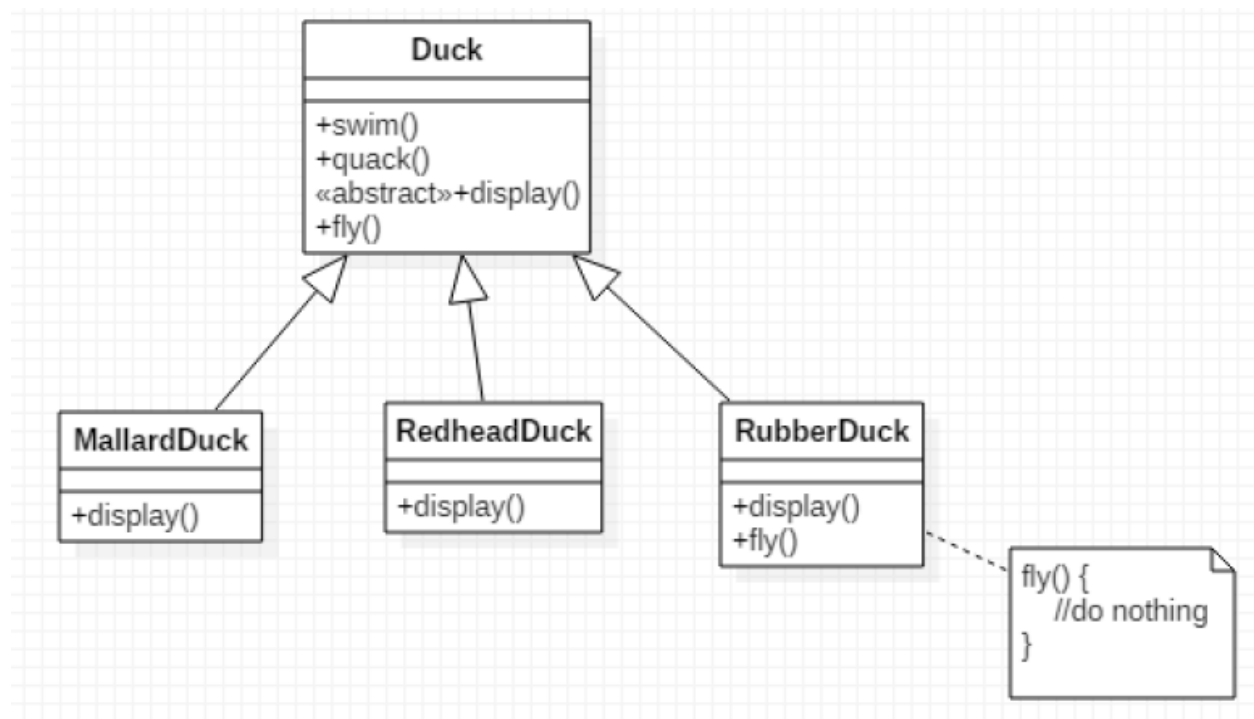 Duck
+swim()
+quack()
«abstract»+display()
+fly()
MallardDuck
+display()
RedheadDuck
+display()
RubberDuck
+display()
+fly()
fly() {
//do nothing
}